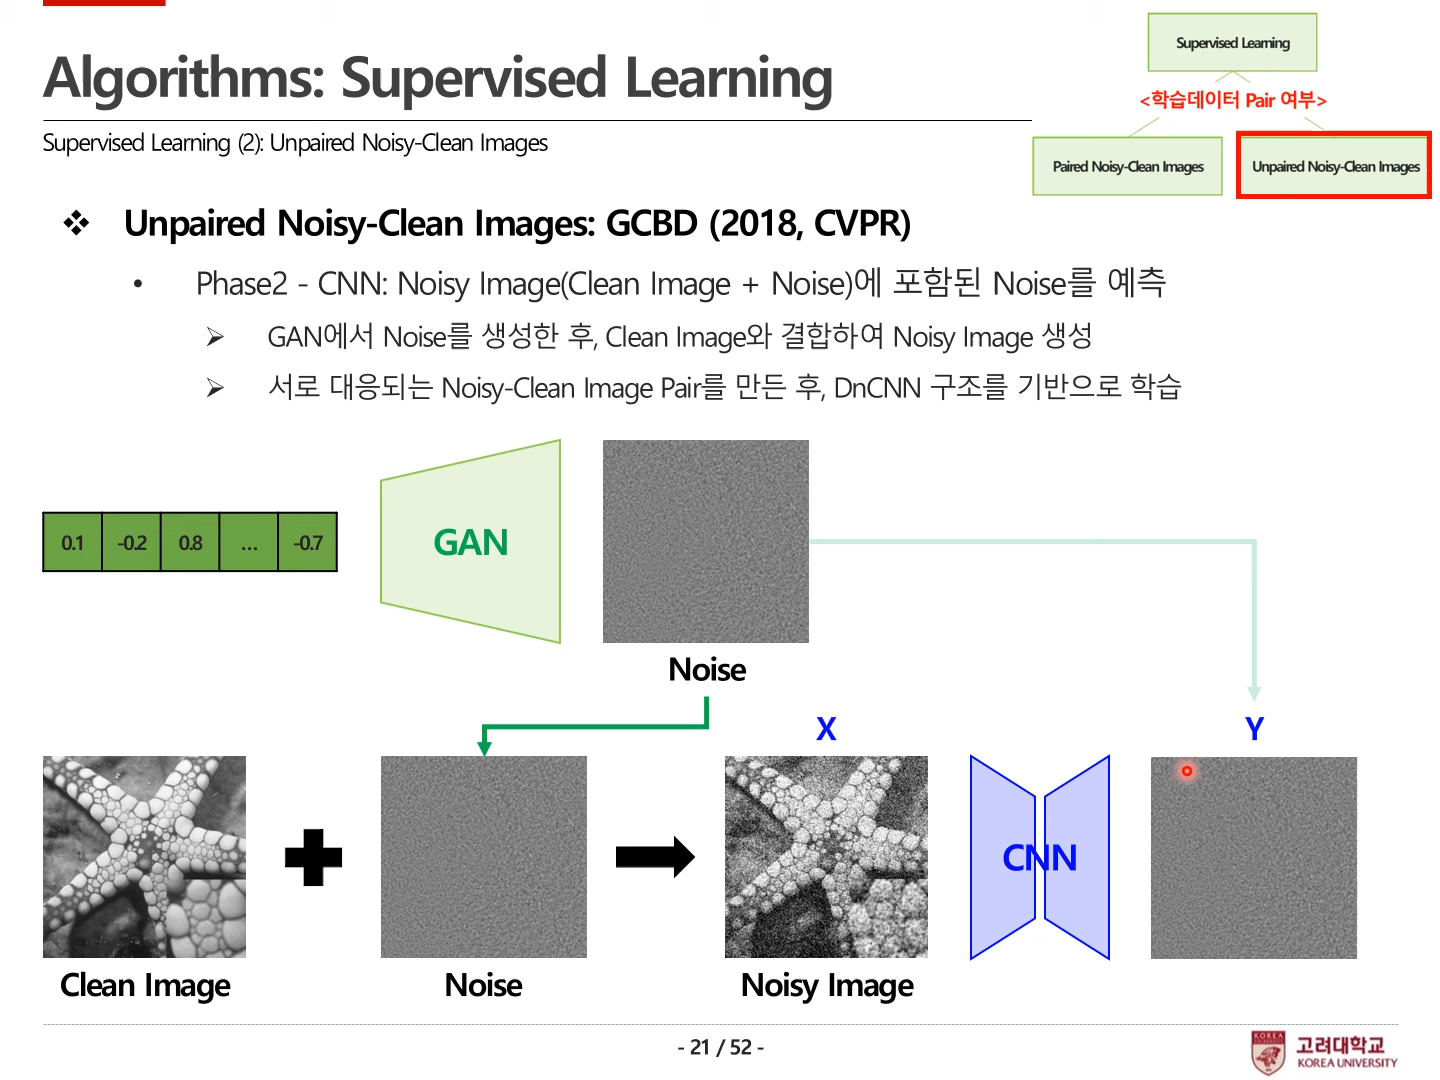 Algorithms: Supervised Learning
Supervised Learning (2): Unpaired Noisy-Clean Images
Supervised Learning
<학습데이터 Pair 여부>
Paired Noisy-Clean Images
Unpaired Noisy-Clean Images
❖ Unpaired Noisy-Clean Images: GCBD (2018, CVPR)
• Phase2 - CNN: Noisy Image(Clean Image + Noise)에 포함된 Noise를 예측
➢ GAN에서 Noise를 생성한 후, Clean Image와 결합하여 Noisy Image 생성
➢ 서로 대응되는 Noisy-Clean Image Pair를 만든 후, DnCNN 구조를 기반으로 학습
0.1 -0.2 0.8 ... -0.7
GAN
Noise
X
Y
CNN
Clean Image
Noise
Noisy Image
- 21 / 52 -
KOREA
고려대학교
KOREA UNIVERSITY